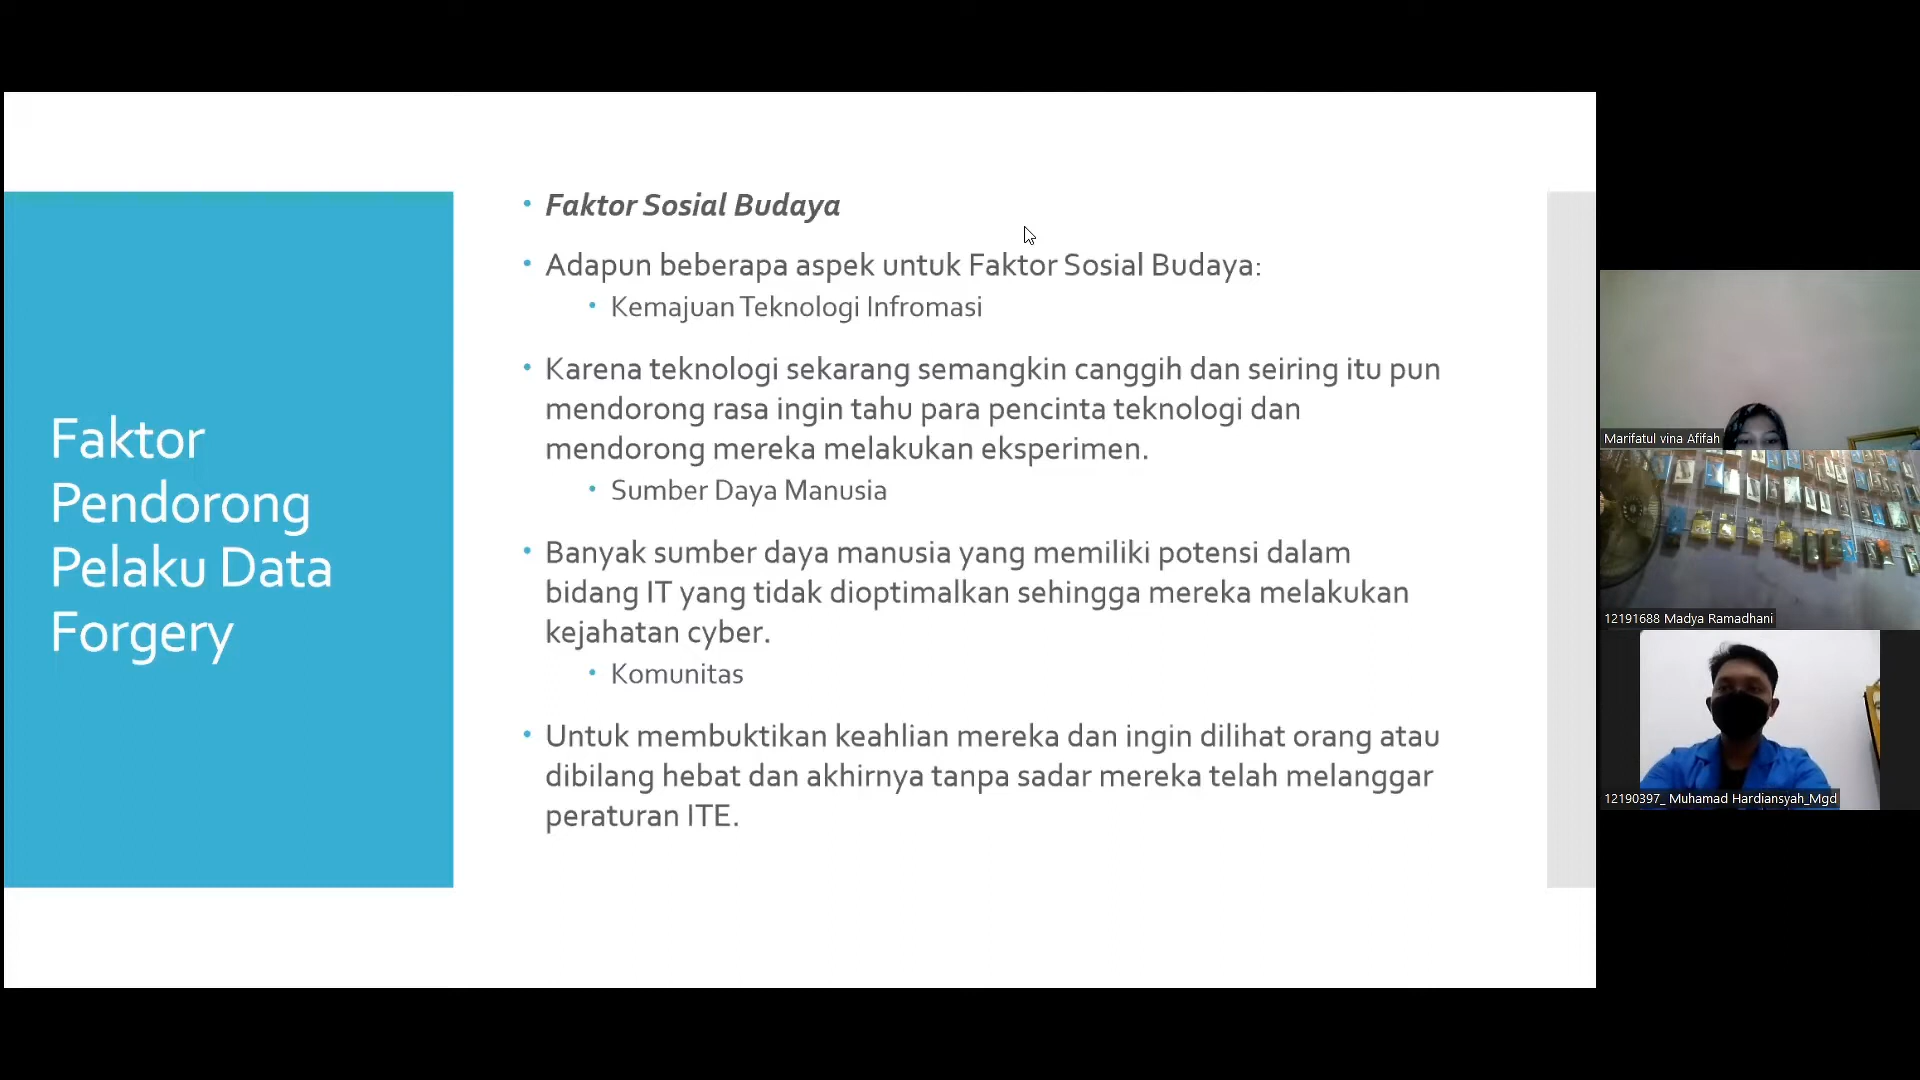 Faktor
Pendorong
Pelaku Data
Forgery
• Faktor Sosial Budaya
• Adapun beberapa aspek untuk Faktor Sosial Budaya:
• Kemajuan Teknologi Infromasi
• Karena teknologi sekarang semangkin canggih dan seiring itu pun
mendorong rasa ingin tahu para pencinta teknologi dan
mendorong mereka melakukan eksperimen.
• Sumber Daya Manusia
• Banyak sumber daya manusia yang memiliki potensi dalam
bidang IT yang tidak dioptimalkan sehingga mereka melakukan
kejahatan cyber.
• Komunitas
• Untuk membuktikan keahlian mereka dan ingin dilihat orang atau
dibilang hebat dan akhirnya tanpa sadar mereka telah melanggar
peraturan ITE.
Marifatul vina Afifah
12191688 Madya Ramadhani
12190397_ Muhamad Hardiansyah_Mgd